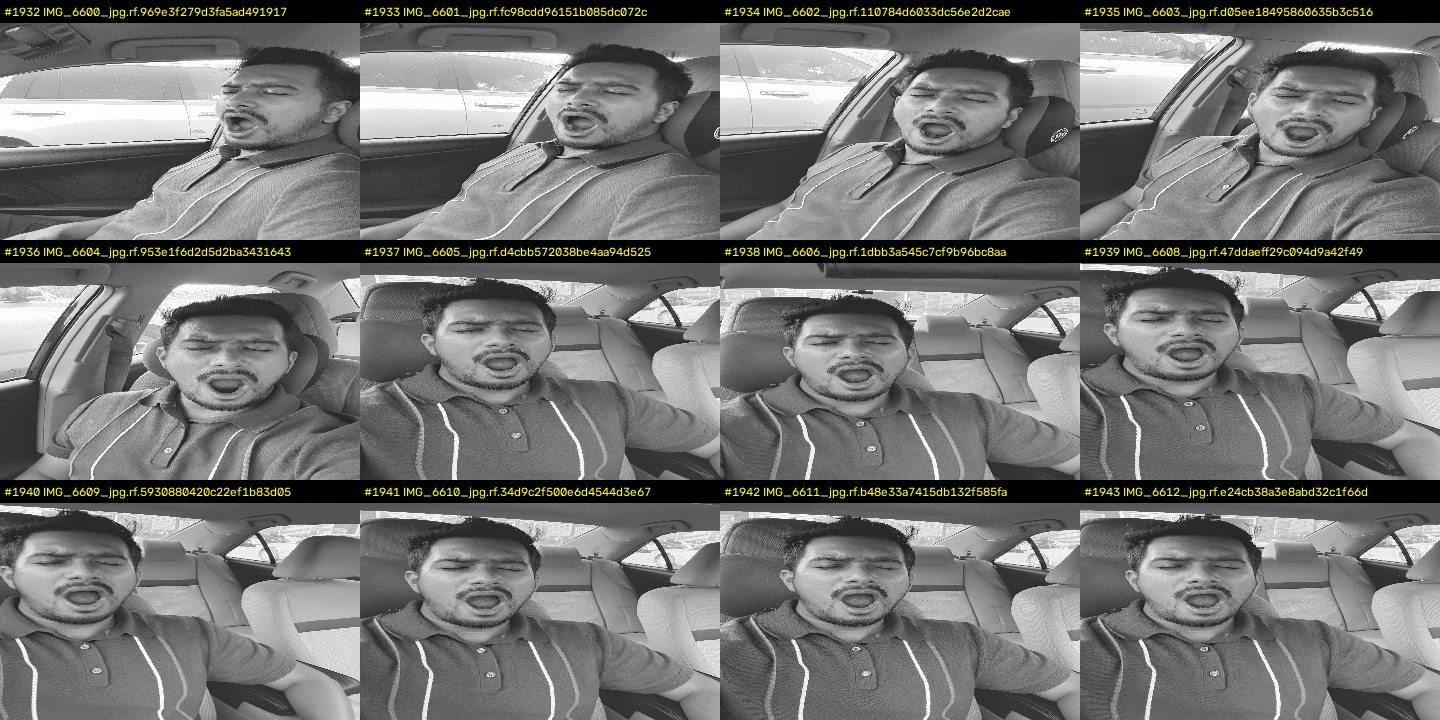 #1932 IMG_6600_jpg.rf.969e3f279d3fa5ad491917
#1933 IMG_6601_jpg.rf.fc98cdd96151b085dc072c
#1934 IMG_6602_jpg.rf.110784d6033dc56e2d2cae
#1935 IMG_6603_jpg.rf.d05ee18495860635b3c516
#1936 IMG_6604_jpg.rf.953e1f6d2d5d2ba3431643
#1937 IMG_6605_jpg.rf.d4cbb572038be4aa94d525
#1938 IMG_6606_jpg.rf.1dbb3a545c7cf9b96bc8aa
#1939 IMG_6608_jpg.rf.47ddaeff29c094d9a42f49
#1940 IMG_6609_jpg.rf.5930880420c22ef1b83d05
#1941 IMG_6610_jpg.rf.34d9c2f500e6d4544d3e67
#1942 IMG_6611_jpg.rf.b48e33a7415db132f585fa
#1943 IMG_6612_jpg.rf.e24cb38a3e8abd32c1f66d